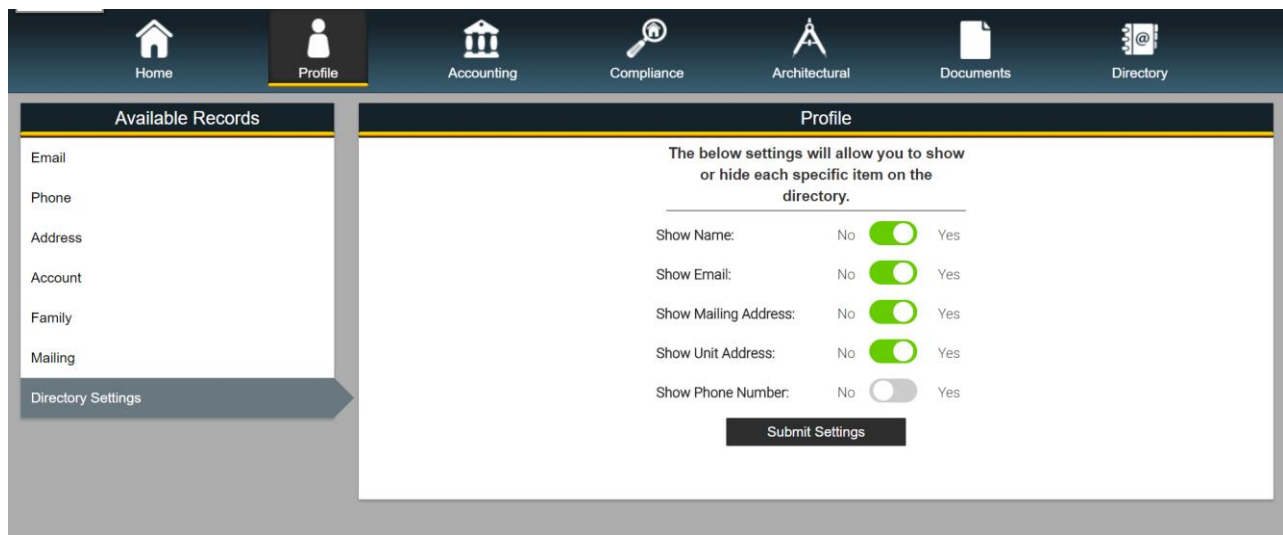 Home Profile Accounting Compliance Architectural Documents Directory
Available Records
Email
Phone
Address
Account
Family
Mailing
Directory Settings
Profile
The below settings will allow you to show
or hide each specific item on the
directory.
Show Name: No Yes
Show Email: No Yes
Show Mailing Address: No Yes
Show Unit Address: No Yes
Show Phone Number: No Yes
Submit Settings